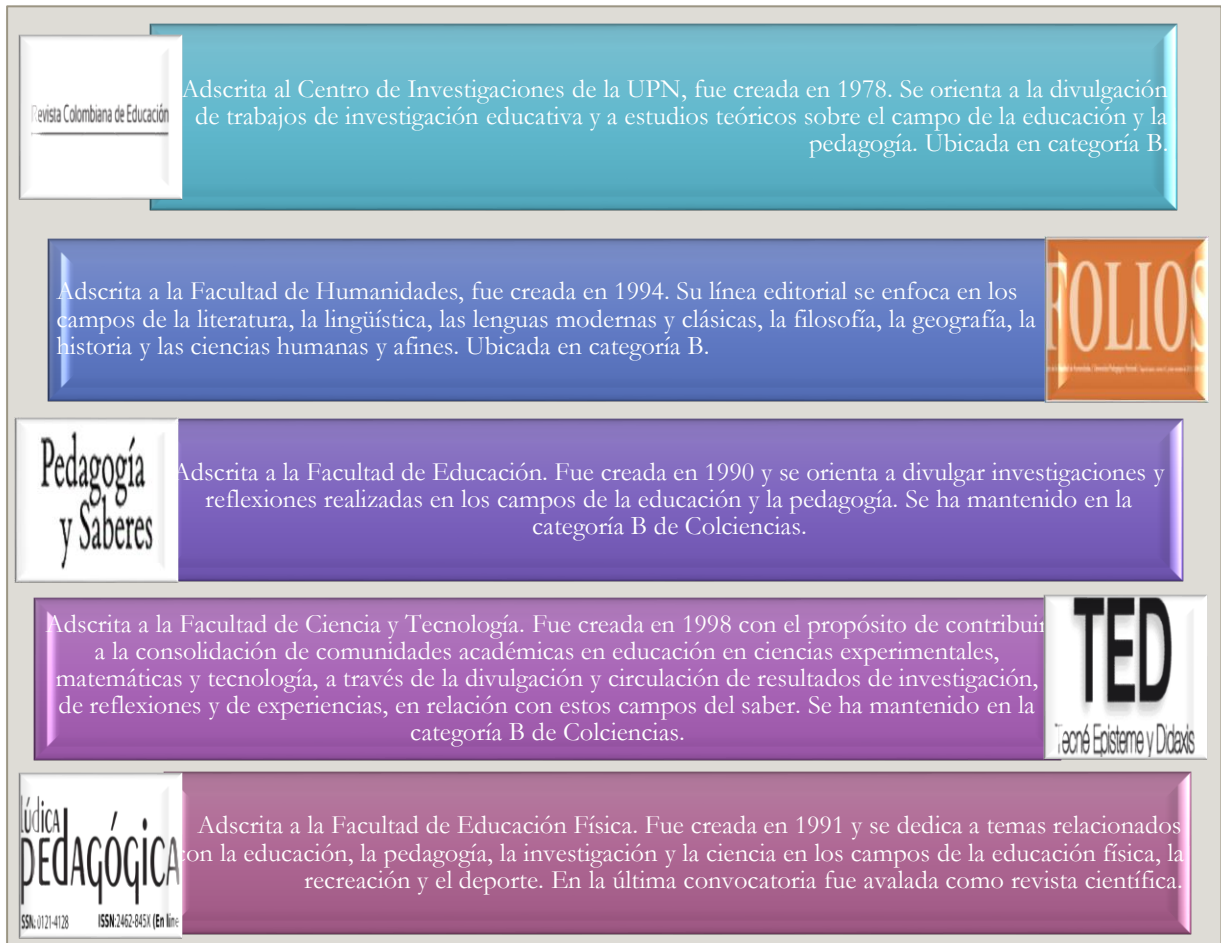 Revista Colombiana de Educación
Adscrita al Centro de Investigaciones de la UPN, fue creada en 1978. Se orienta a la divulgación
de trabajos de investigación educativa y a estudios teóricos sobre el campo de la educación y la
pedagogía. Ubicada en categoría B.
Adscrita a la Facultad de Humanidades, fue creada en 1994. Su línea editorial se enfoca en los
campos de la literatura, la lingüística, las lenguas modernas y clásicas, la filosofía, la geografía, la
historia y las ciencias humanas y afines. Ubicada en categoría B.
FOLIOS
Pedagogía
y Saberes
Adscrita a la Facultad de Educación. Fue creada en 1990 y se orienta a divulgar investigaciones y
reflexiones realizadas en los campos de la educación y la pedagogía. Se ha mantenido en la
categoría B de Colciencias.
Adscrita a la Facultad de Ciencia y Tecnología. Fue creada en 1998 con el propósito de contribuir
a la consolidación de comunidades académicas en educación en ciencias experimentales,
matemáticas y tecnología, a través de la divulgación y circulación de resultados de investigación,
de reflexiones y de experiencias, en relación con estos campos del saber. Se ha mantenido en la
categoría B de Colciencias.
TED
Tecné Episteme y Didaxis
lúdica
pedagógica
ISSN: 0121-4128 ISSN:2462-845X (En líne
Adscrita a la Facultad de Educación Física. Fue creada en 1991 y se dedica a temas relacionados
con la educación, la pedagogía, la investigación y la ciencia en los campos de la educación física, la
recreación y el deporte. En la última convocatoria fue avalada como revista científica.